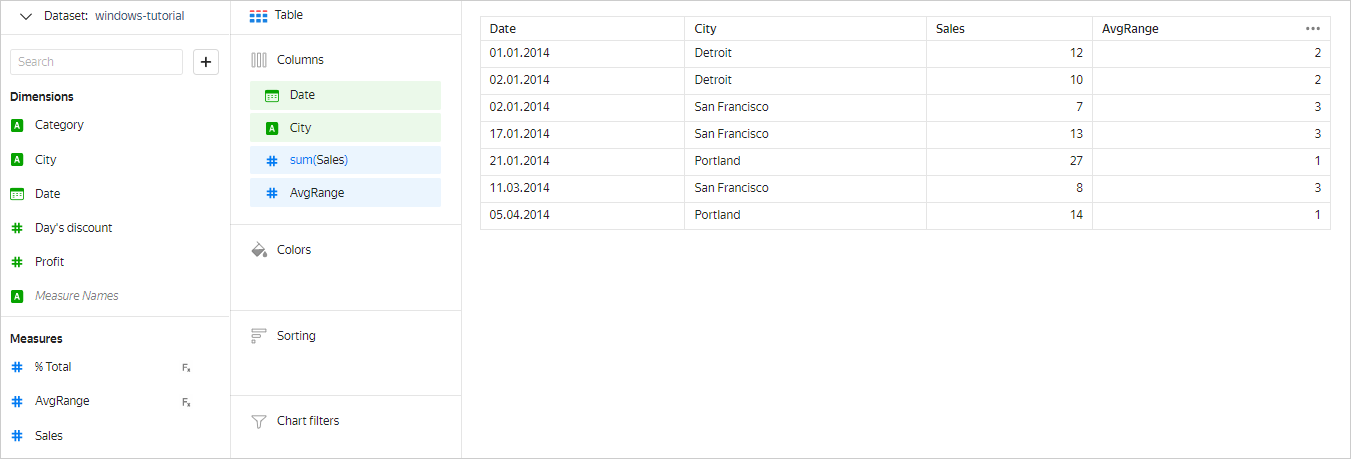 Dataset: windows-tutorial
Search
+
Dimensions
A Category
A City
Date
# Day's discount
# Profit
A Measure Names
Measures
# % Total Fx
# AvgRange Fx
# Sales
Table
Columns
Date
A City
# sum(Sales)
# AvgRange
Colors
Sorting
Chart filters
Date City Sales AvgRange
01.01.2014 Detroit 12 2
02.01.2014 Detroit 10 2
02.01.2014 San Francisco 7 3
17.01.2014 San Francisco 13 3
21.01.2014 Portland 27 1
11.03.2014 San Francisco 8 3
05.04.2014 Portland 14 1